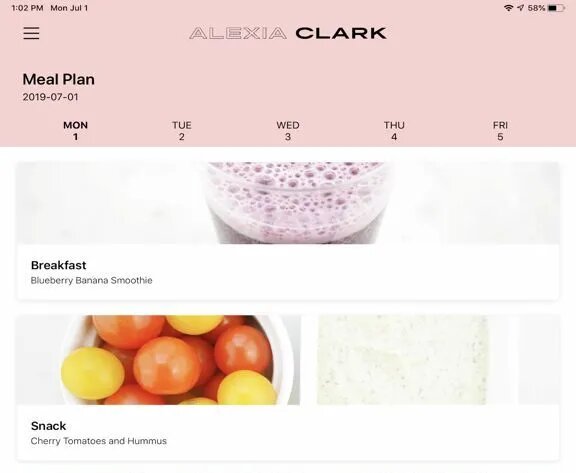 1:02 PM Mon Jul 1
58%
ALEXIA CLARK
Meal Plan
2019-07-01
MON TUE WED THU FRI
1 2 3 4 5
Breakfast
Blueberry Banana Smoothie
Snack
Cherry Tomatoes and Hummus